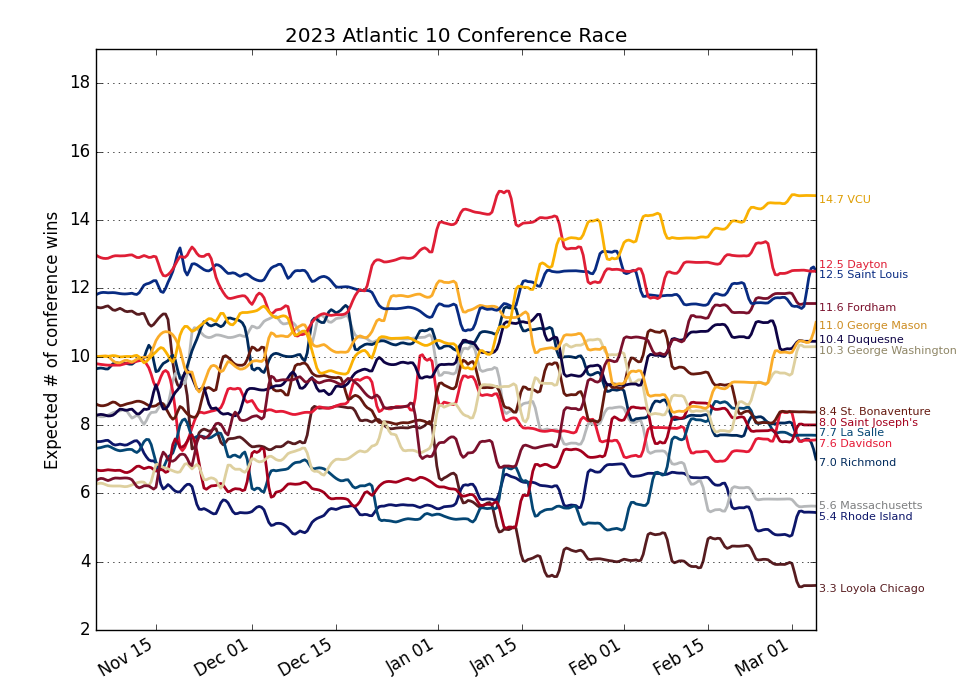 2023 Atlantic 10 Conference Race
Expected # of conference wins
18
16
14
12
10
8
6
4
2
Nov 15
Dec 01
Dec 15
Jan 01
Jan 15
Feb 01
Feb 15
Mar 01
14.7 VCU
12.5 Dayton
12.5 Saint Louis
11.6 Fordham
11.0 George Mason
10.4 Duquesne
10.3 George Washington
8.4 St. Bonaventure
8.0 Saint Joseph's
7.7 La Salle
7.6 Davidson
7.0 Richmond
5.6 Massachusetts
5.4 Rhode Island
3.3 Loyola Chicago